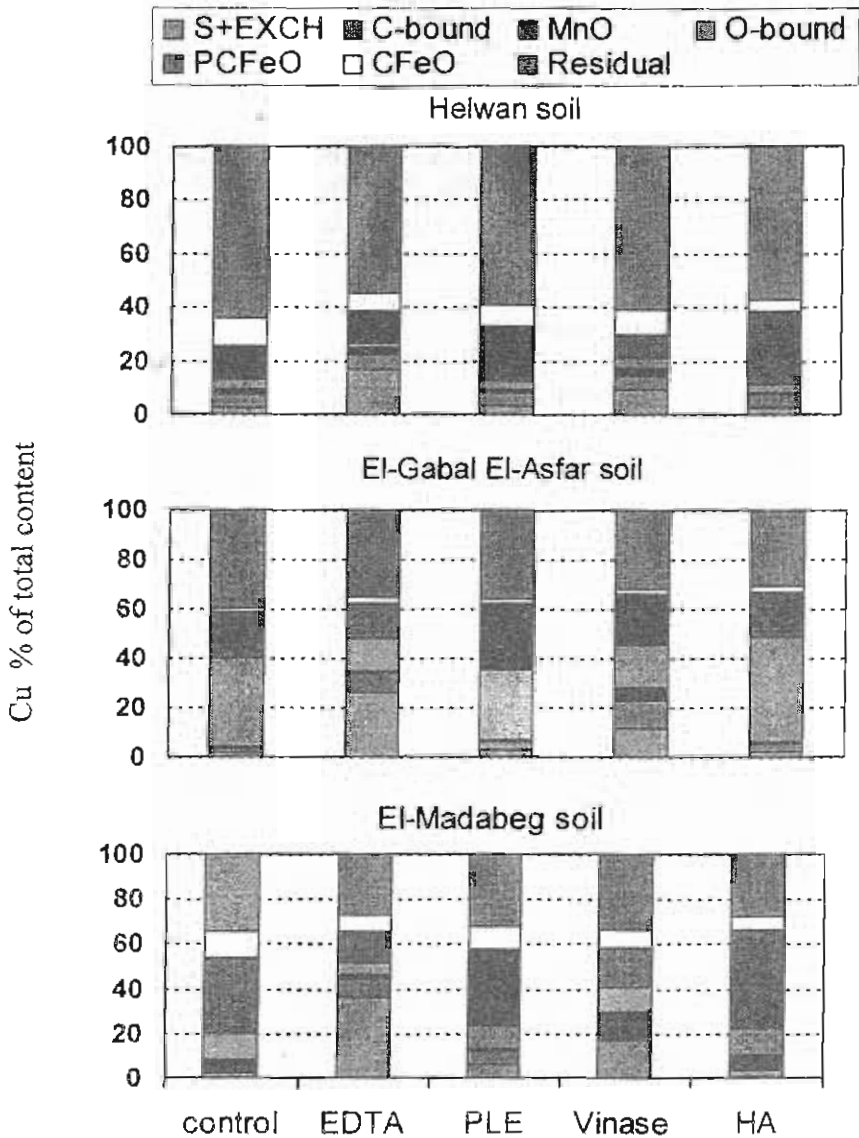 S+EXCH C-bound MnO O-bound
PCFeO CFeO Residual
Helwan soil
100
80
60
40
20
0
El-Gabal El-Asfar soil
100
80
60
40
20
0
El-Madabeg soil
100
80
60
40
20
0
Cu % of total content
control EDTA PLE Vinase HA